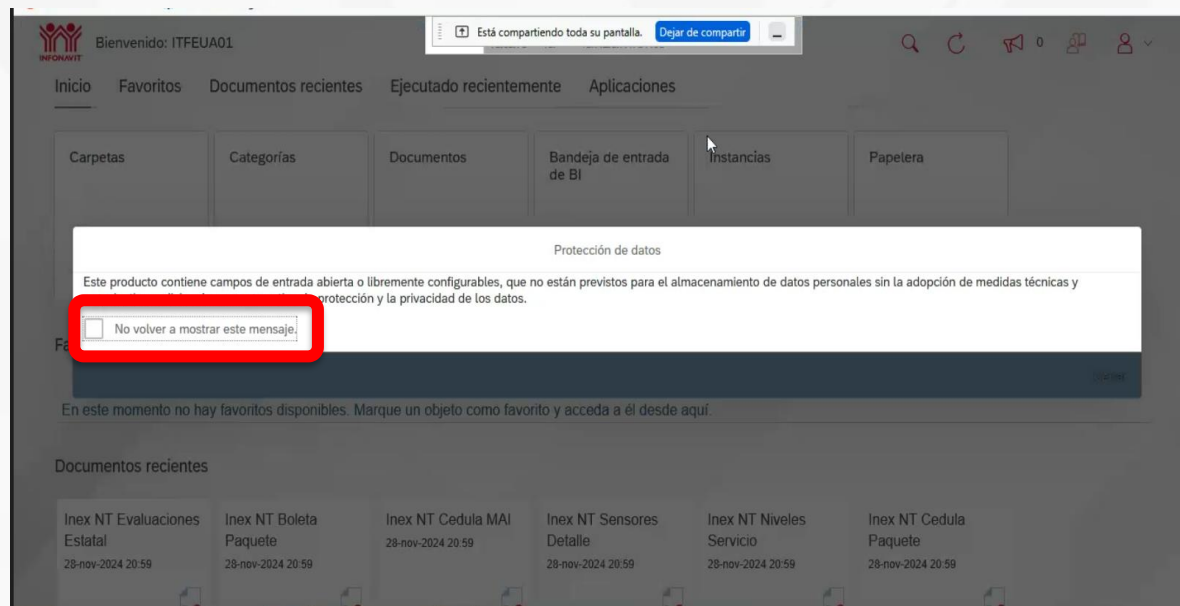 Está compartiendo toda su pantalla. Dejar de compartir
INFONAVIT
Bienvenido: ITFEUA01
0
Inicio Favoritos Documentos recientes Ejecutado recientemente Aplicaciones
Carpetas Categorías Documentos Bandeja de entrada Instancias Papelera
de BI
Protección de datos
Este producto contiene campos de entrada abierta o libremente configurables, que no están previstos para el almacenamiento de datos personales sin la adopción de medidas técnicas y
protección y la privacidad de los datos.
No volver a mostrar este mensaje.
En este momento no hay favoritos disponibles. Marque un objeto como favorito y acceda a él desde aquí.
Documentos recientes
Inex NT Evaluaciones Inex NT Boleta Inex NT Cedula MAI Inex NT Sensores Inex NT Niveles Inex NT Cedula
Estatal Paquete 28-nov-2024 20:59 Detalle Servicio Paquete
28-nov-2024 20:59 28-nov-2024 20:59 28-nov-2024 20:59 28-nov-2024 20:59 28-nov-2024 20:59